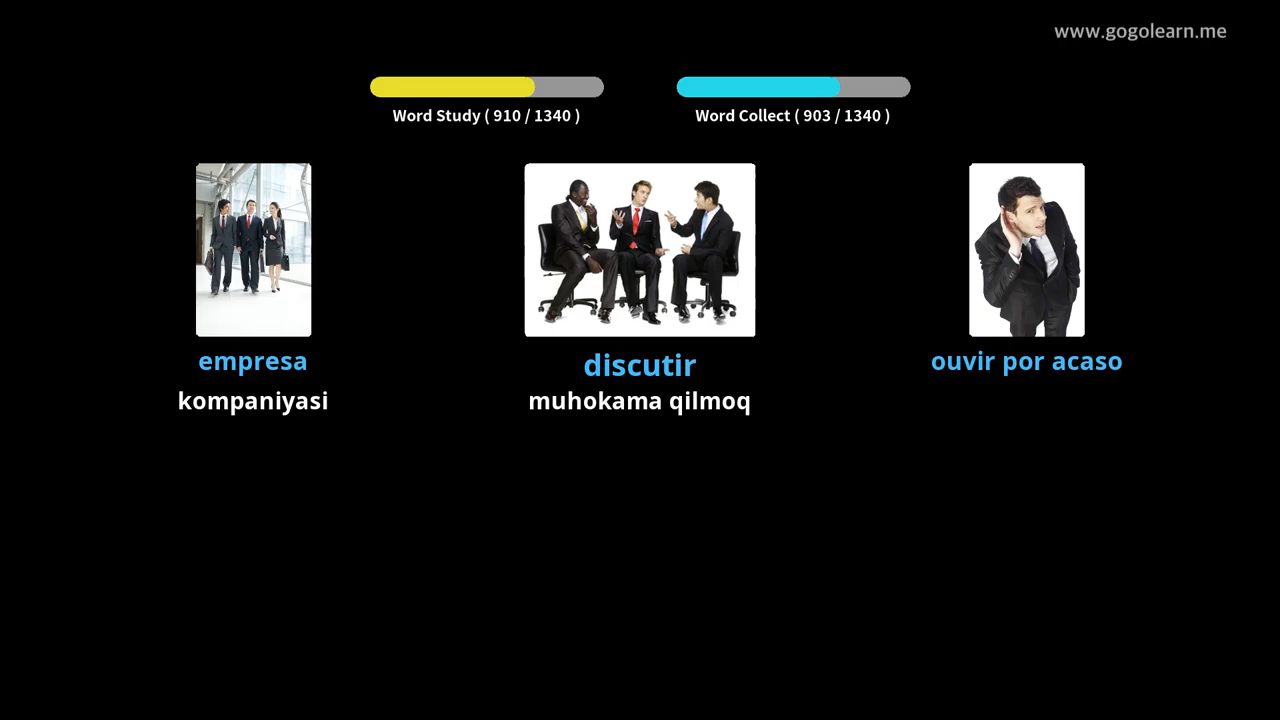 www.gogolearn.me
Word Study ( 910 / 1340 )
Word Collect ( 903 / 1340 )
empresa
discutir
ouvir por acaso
kompaniyasi
muhokama qilmoq